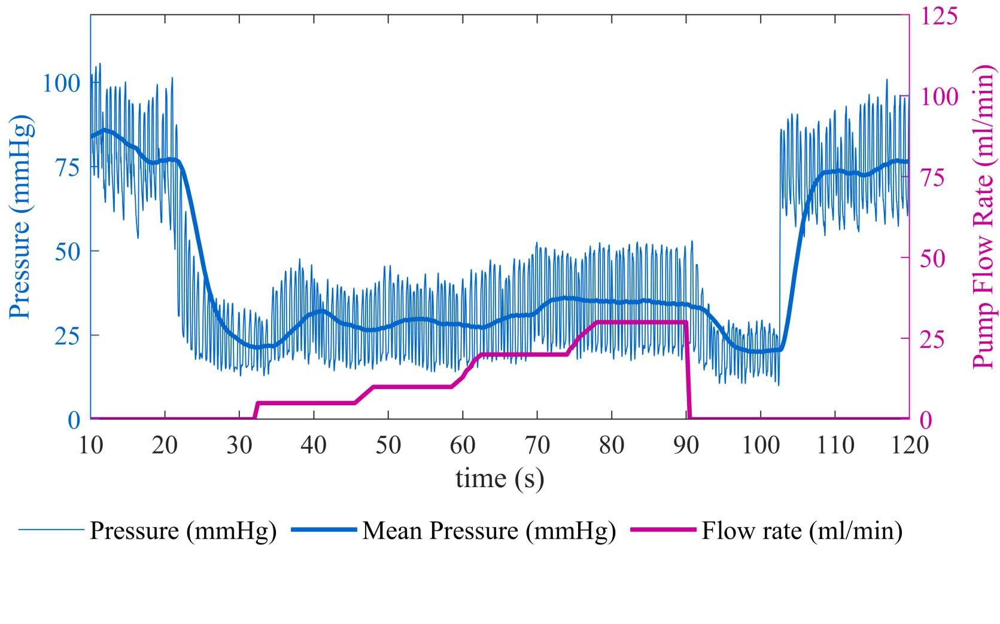 125
100
100
75
75
50
50
25
25
0
0
10 20 30 40 50 60 70 80 90 100 110 120
time (s)
Pressure (mmHg)
Pump Flow Rate (ml/min)
Pressure (mmHg) Mean Pressure (mmHg) Flow rate (ml/min)